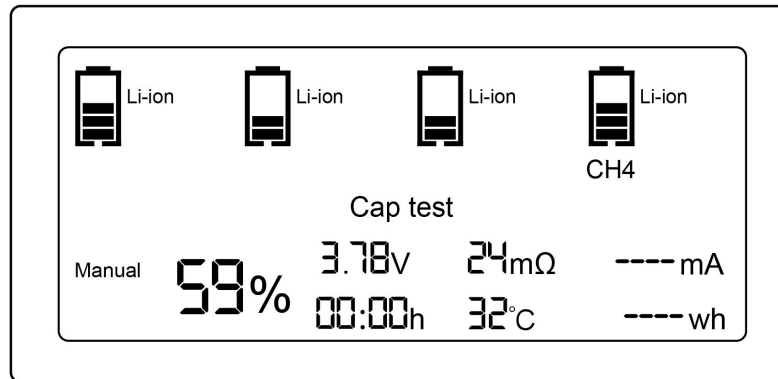 Li-ion Li-ion Li-ion Li-ion
CH4
Cap test
Manual 59% 3.78V 24mΩ ----mA
00:00h 32°C ----wh